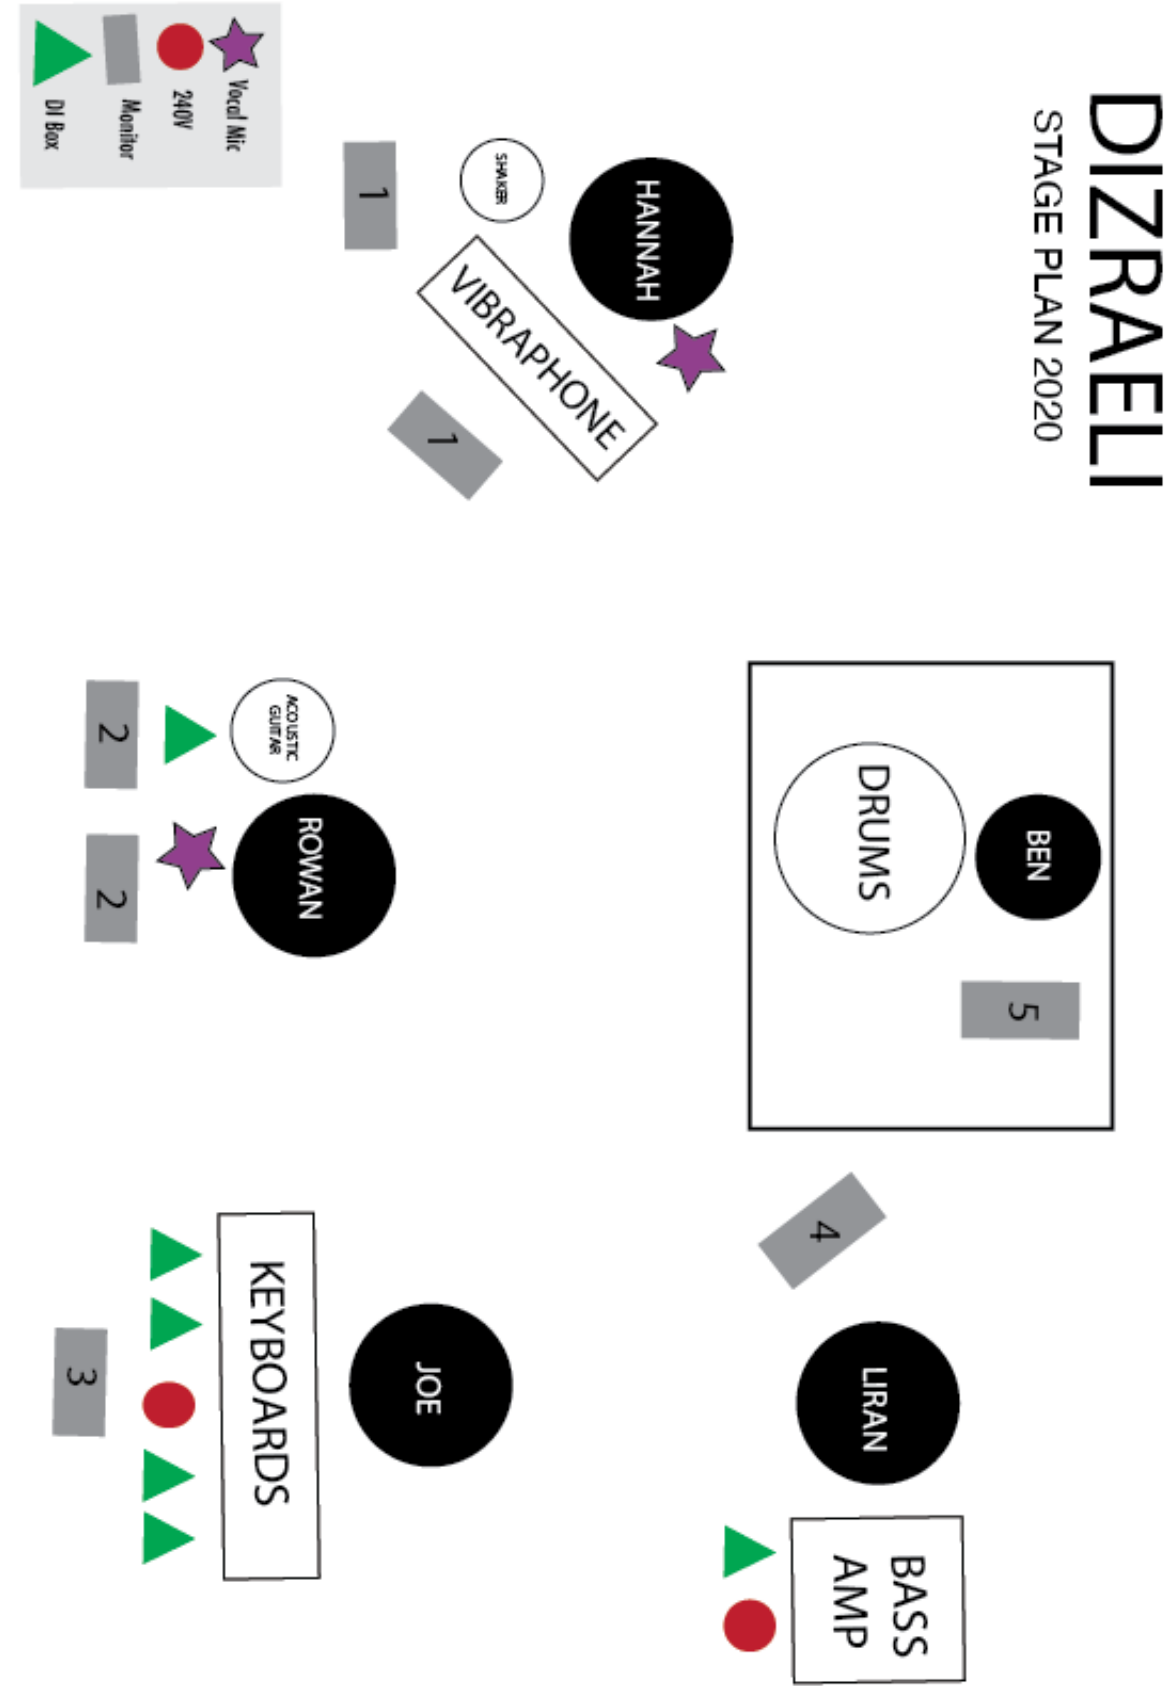 DIZRAELI
STAGE PLAN 2020
HANNAH
SHAKER
VIBRAPHONE
1
1
BEN
DRUMS
5
4
LIRAN
BASS
AMP
ACOUSTIC
GUITAR
ROWAN
2
2
JOE
KEYBOARDS
3
Vocal Mic
240V
Monitor
DI Box